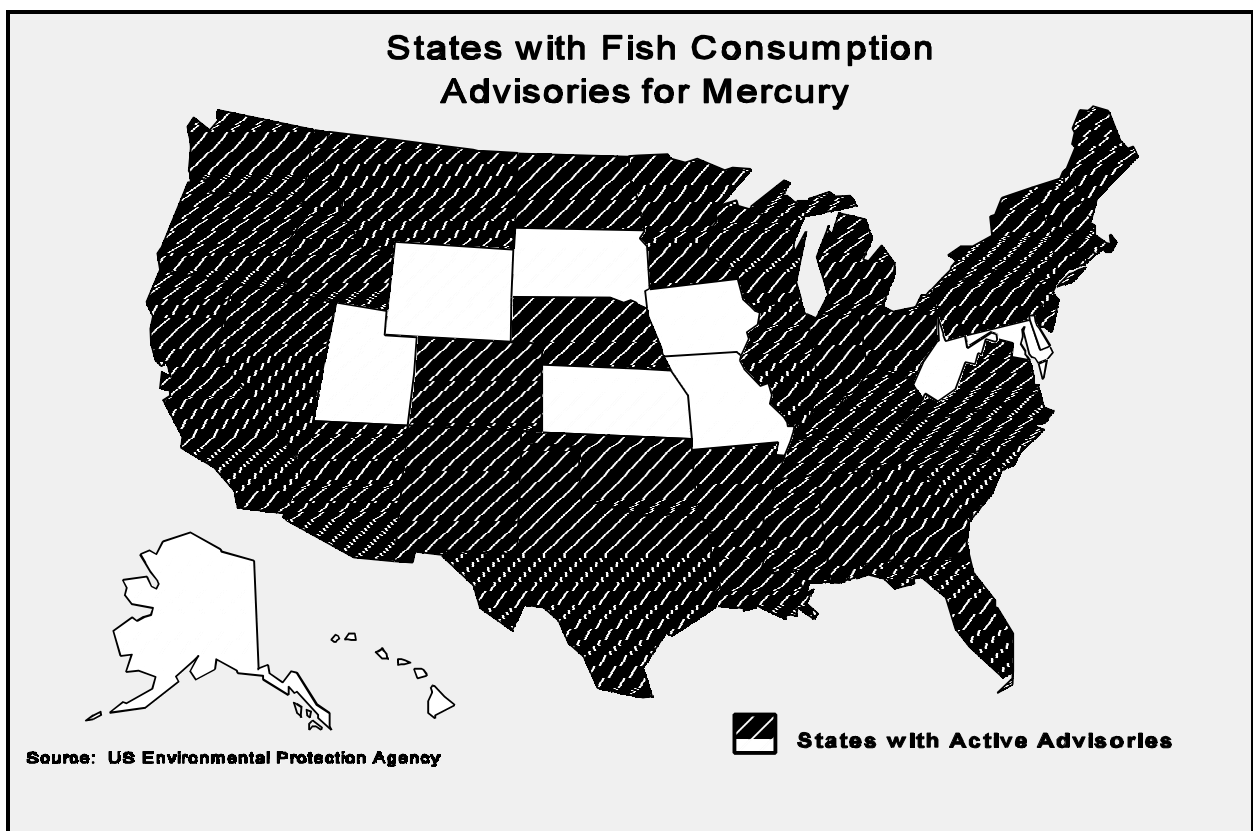 States with Fish Consumption
Advisories for Mercury
States with Active Advisories
Source: US Environmental Protection Agency